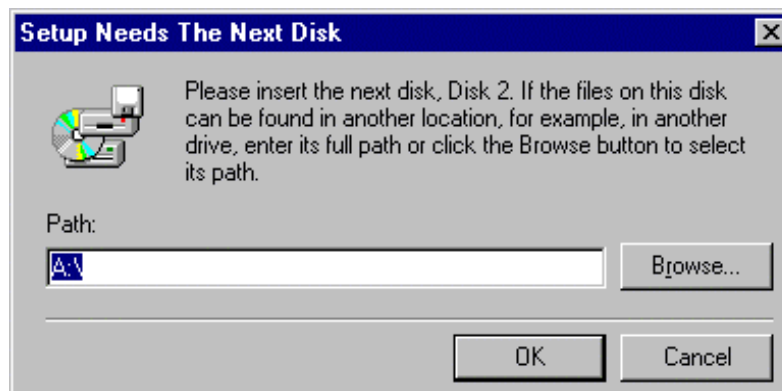 Setup Needs The Next Disk
Please insert the next disk, Disk 2. If the files on this disk
can be found in another location, for example, in another
drive, enter its full path or click the Browse button to select
its path.
Path:
A:\
Browse...
OK
Cancel